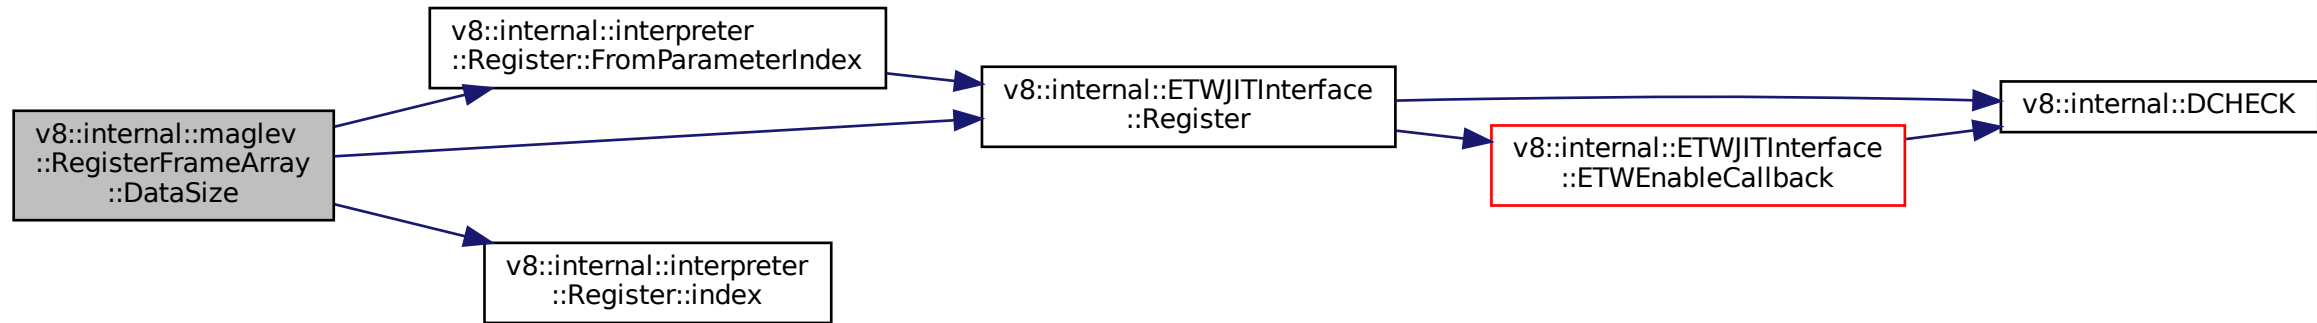 v8::internal::maglev
::RegisterFrameArray
::DataSize
v8::internal::interpreter
::Register::FromParameterIndex
v8::internal::ETWJITInterface
::Register
v8::internal::DCHECK
v8::internal::ETWJITInterface
::ETWEnableCallback
v8::internal::interpreter
::Register::index